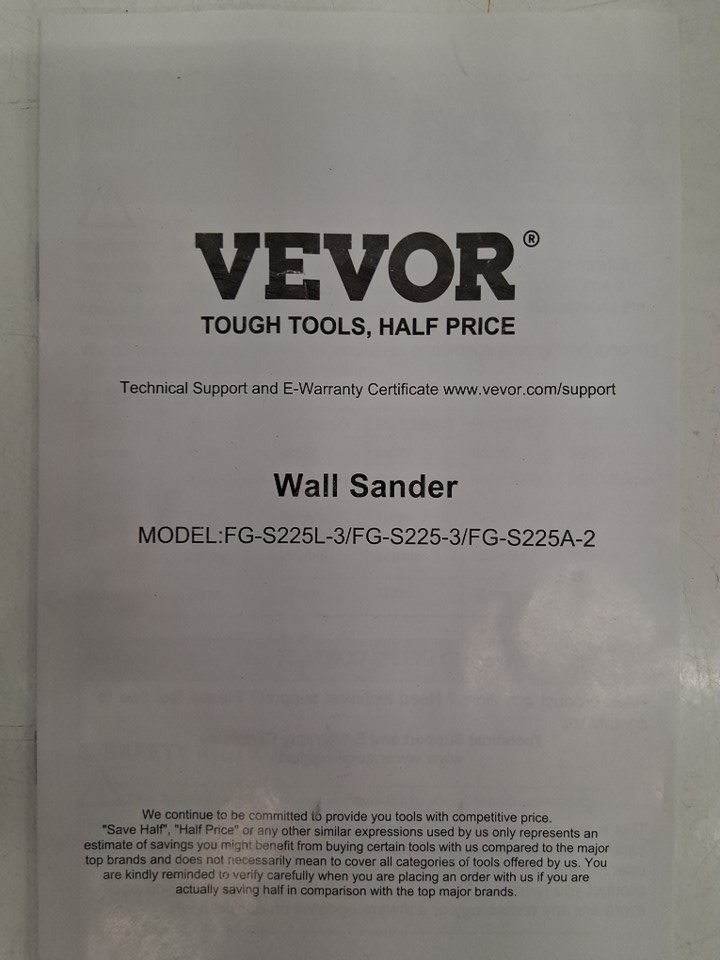 VEVOR®
TOUGH TOOLS, HALF PRICE
Technical Support and E-Warranty Certificate www.vevor.com/support
Wall Sander
MODEL:FG-S225L-3/FG-S225-3/FG-S225A-2
We continue to be committed to provide you tools with competitive price.
"Save Half", "Half Price" or any other similar expressions used by us only represents an
estimate of savings you might benefit from buying certain tools with us compared to the major
top brands and does not necessarily mean to cover all categories of tools offered by us. You
are kindly reminded to verify carefully when you are placing an order with us if you are
actually saving half in comparison with the top major brands.